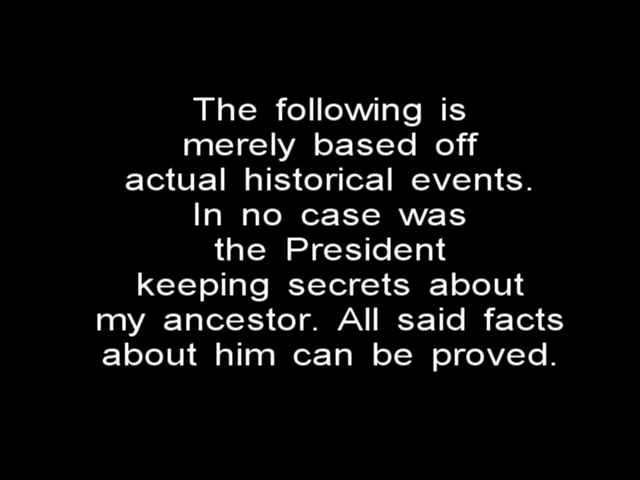 The following is
merely based off
actual historical events.
In no case was
the President
keeping secrets about
my ancestor. All said facts
about him can be proved.